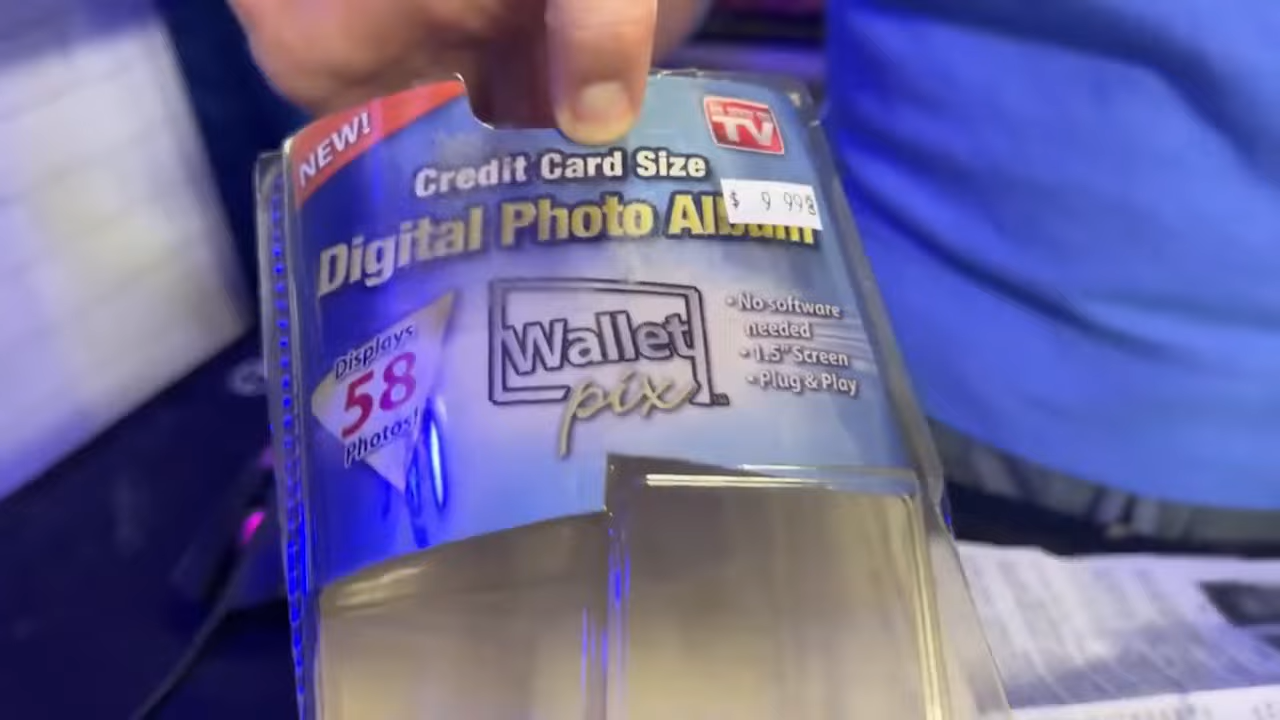 NEW!
TV
Credit Card Size
$ 9 99
Digital Photo Album
Displays
58
Photos!
Wallet
pix
• No software
needed
• 1.5" Screen
• Plug & Play